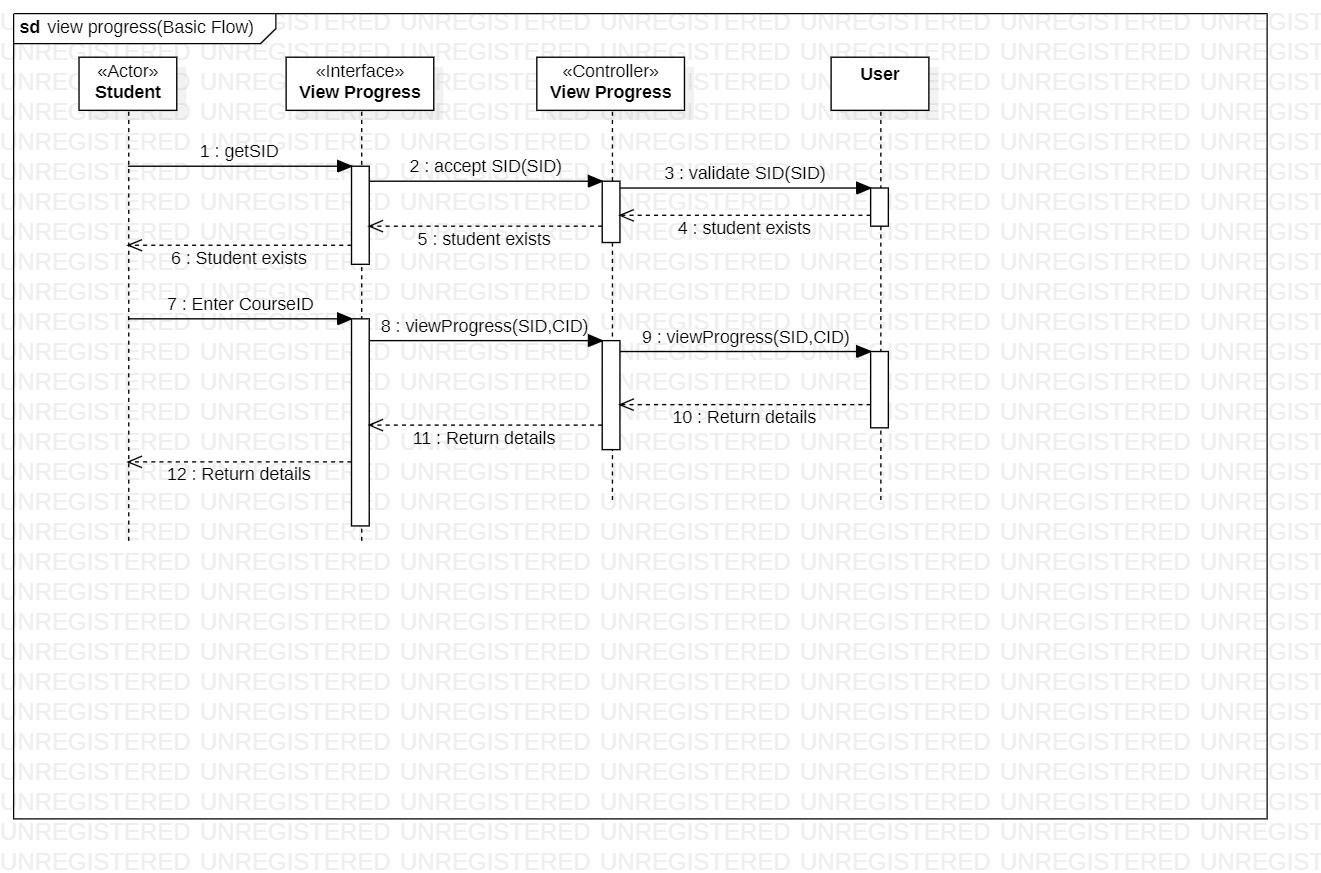 sd view progress(Basic Flow)
«Actor»
Student
«Interface»
View Progress
«Controller»
View Progress
User
1 : getSID
2 : accept SID(SID)
3 : validate SID(SID)
4 : student exists
5 : student exists
6 : Student exists
7 : Enter CourseID
8 : viewProgress(SID,CID)
9 : viewProgress(SID,CID)
10 : Return details
11 : Return details
12 : Return details
UNREGISTERED UNREGISTERED UNREGISTERED UNREGISTERED UNREGISTERED UNREGISTERED UNREGIST